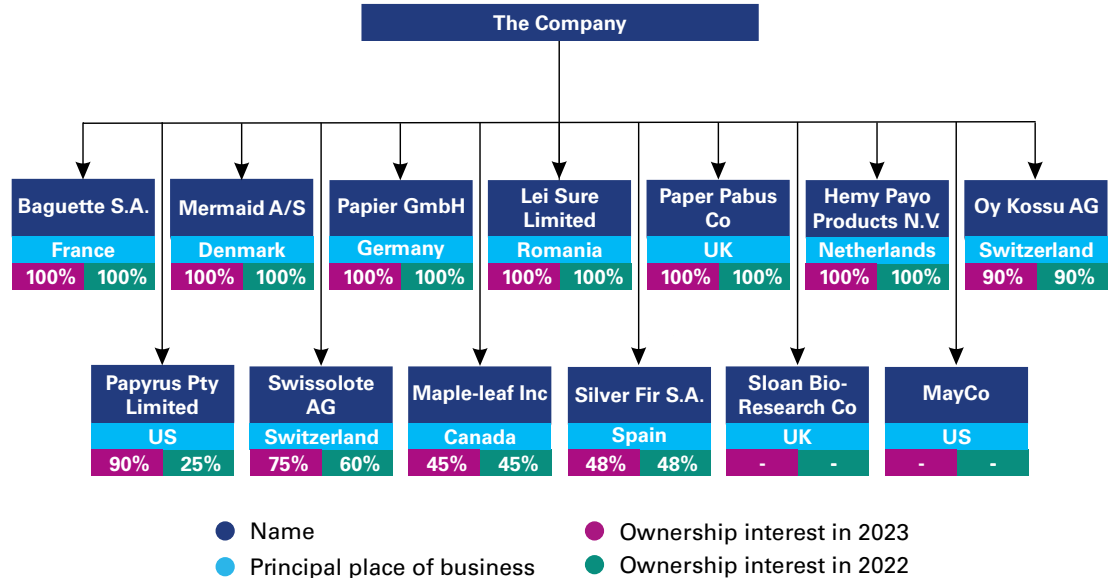 The Company
Baguette S.A.
France
100% 100%
Mermaid A/S
Denmark
100% 100%
Papier GmbH
Germany
100% 100%
Lei Sure
Limited
Romania
100% 100%
Paper Pabus
Co
UK
100% 100%
Hemy Payo
Products N.V.
Netherlands
100% 100%
Oy Kossu AG
Switzerland
90% 90%
Papyrus Pty
Limited
US
90% 25%
Swissolote
AG
Switzerland
75% 60%
Maple-leaf Inc
Canada
45% 45%
Silver Fir S.A.
Spain
48% 48%
Sloan Bio-
Research Co
UK
- -
MayCo
US
- -
Name
Principal place of business
Ownership interest in 2023
Ownership interest in 2022